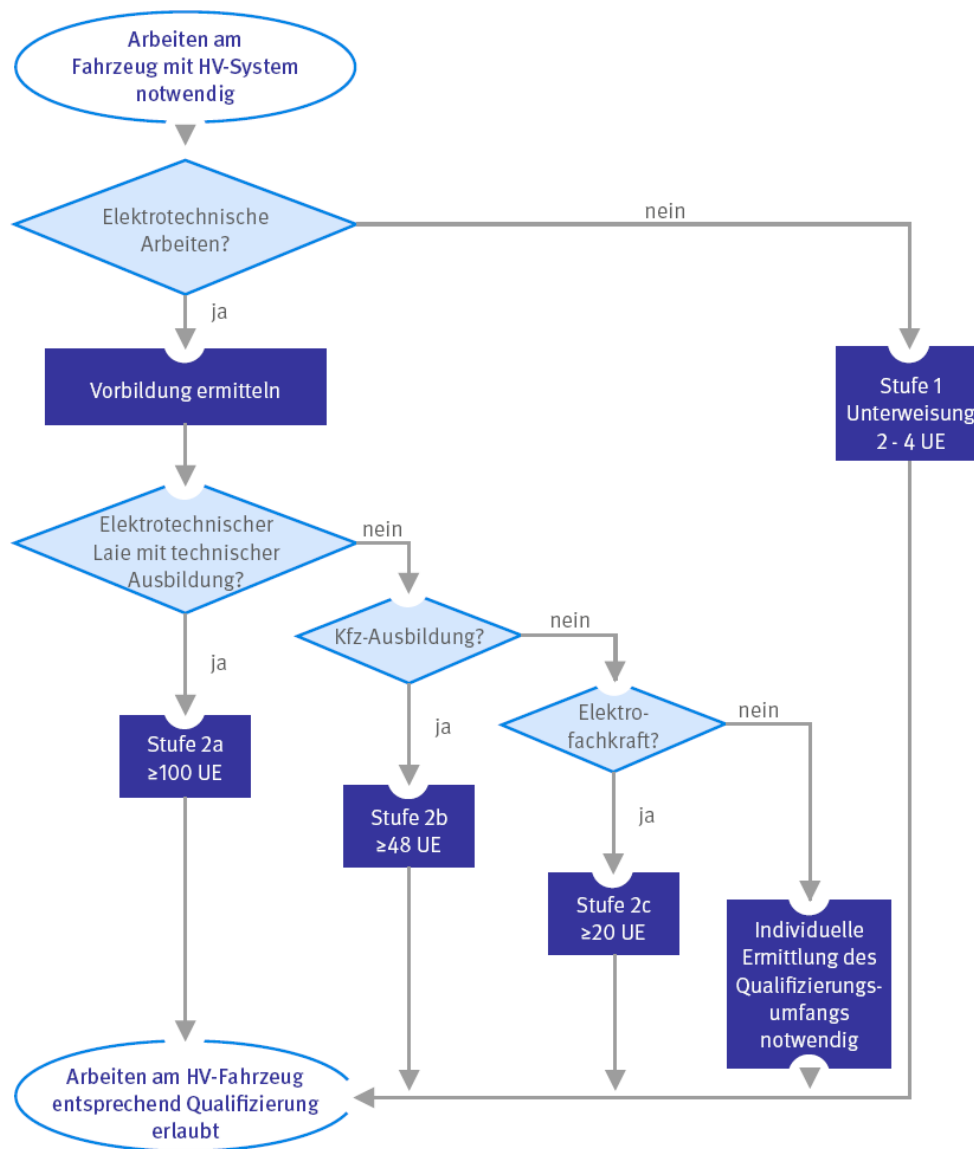 Arbeiten am
Fahrzeug mit HV-System
notwendig
Elektrotechnische
Arbeiten?
nein
ja
Vorbildung ermitteln
Stufe 1
Unterweisung
2 - 4 UE
Elektrotechnischer
Laie mit technischer
Ausbildung?
nein
ja
Kfz-Ausbildung?
nein
ja
Elektro-
fachkraft?
nein
ja
Stufe 2a
≥100 UE
Stufe 2b
≥48 UE
Stufe 2c
≥20 UE
Individuelle
Ermittlung des
Qualifizierungs-
umfangs
notwendig
Arbeiten am HV-Fahrzeug
entsprechend Qualifizierung
erlaubt